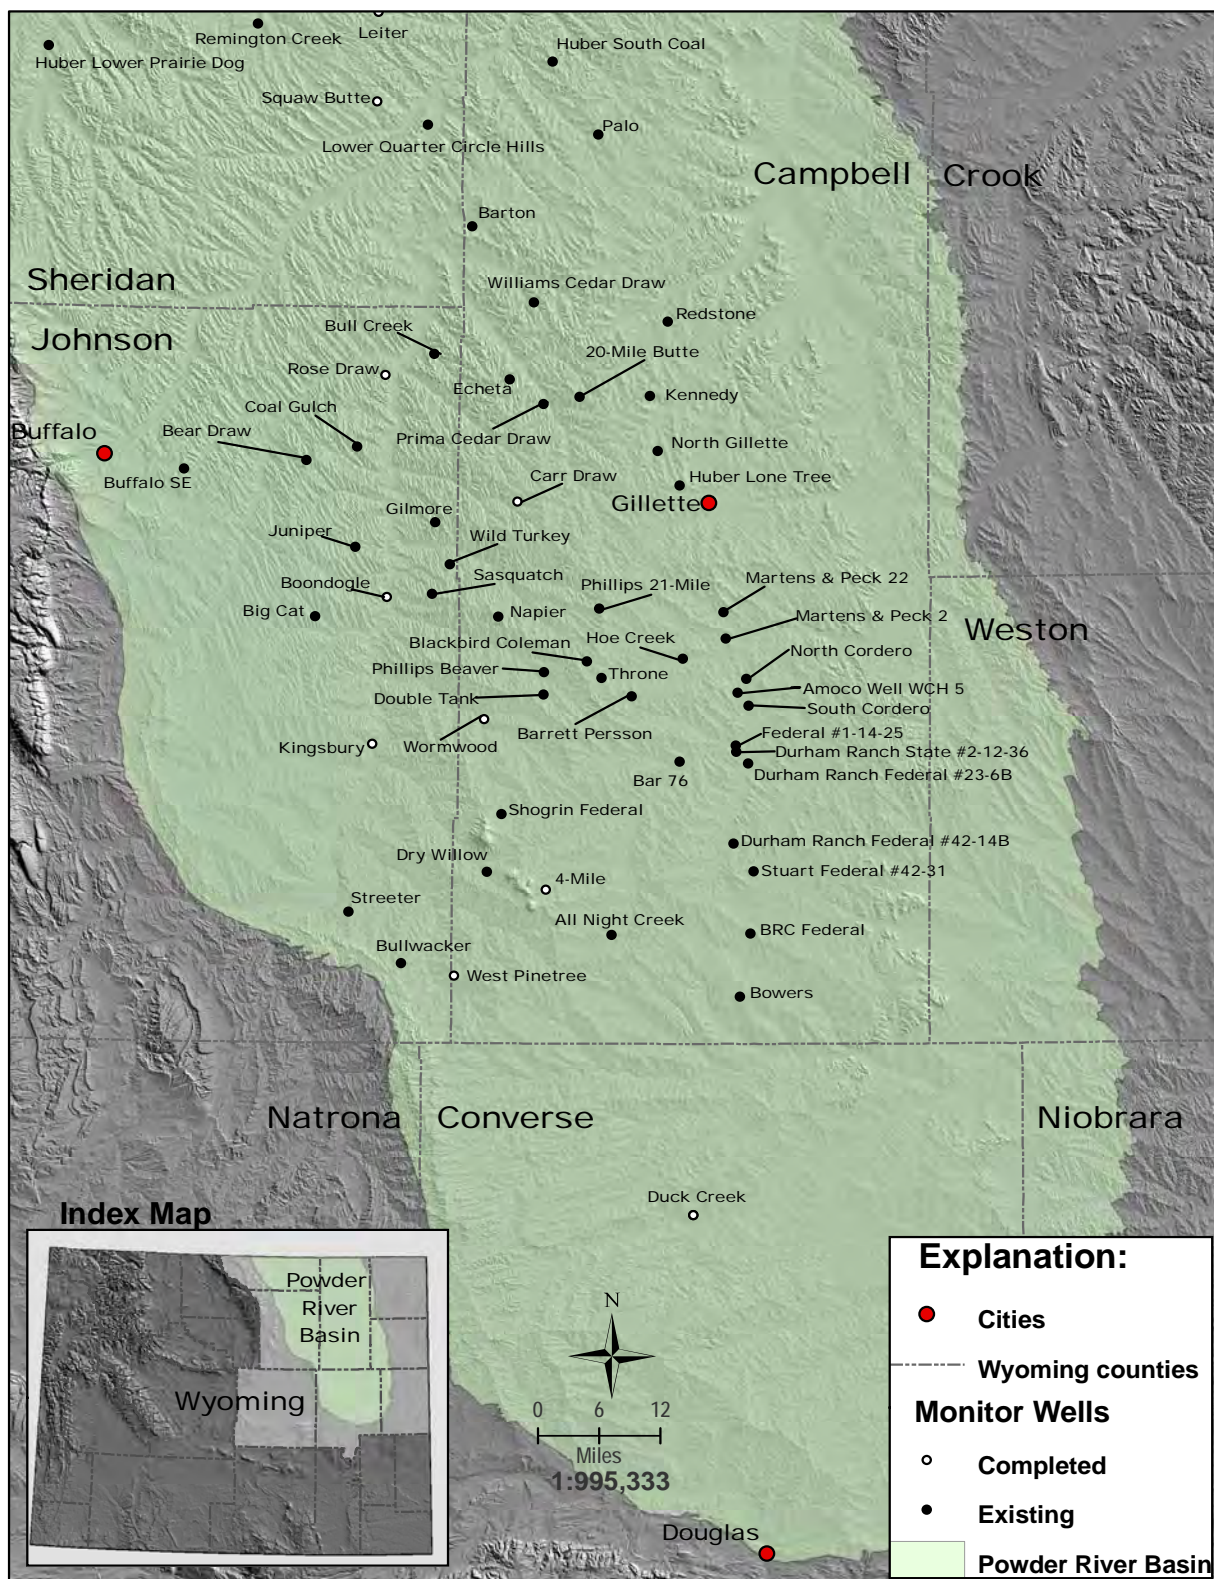 Remington Creek
Leiter
Huber Lower Prairie Dog
Huber South Coal
Squaw Butte
Lower Quarter Circle Hills
Palo
Campbell
Crook
Barton
Sheridan
Williams Cedar Draw
Redstone
Johnson
Bull Creek
20-Mile Butte
Rose Draw
Echeta
Kennedy
Coal Gulch
Prima Cedar Draw
Buffalo
Bear Draw
North Gillette
Buffalo SE
Carr Draw
Huber Lone Tree
Gillette
Gilmore
Juniper
Wild Turkey
Boondogle
Sasquatch
Phillips 21-Mile
Martens & Peck 22
Big Cat
Napier
Martens & Peck 2
Weston
Blackbird Coleman
Hoe Creek
North Cordero
Phillips Beaver
Throne
Amoco Well WCH 5
Double Tank
South Cordero
Kingsbury
Wormwood
Barrett Persson
Federal #1-14-25
Durham Ranch State #2-12-36
Bar 76
Durham Ranch Federal #23-6B
Shogrin Federal
Durham Ranch Federal #42-14B
Dry Willow
4-Mile
Stuart Federal #42-31
Streeter
All Night Creek
BRC Federal
Bullwacker
West Pinetree
Bowers
Natrona
Converse
Niobrara
Duck Creek
Index Map
Powder
River
Basin
Wyoming
N
0 6 12
Miles
1:995,333
Douglas
Explanation:
Cities
Wyoming counties
Monitor Wells
Completed
Existing
Powder River Basin